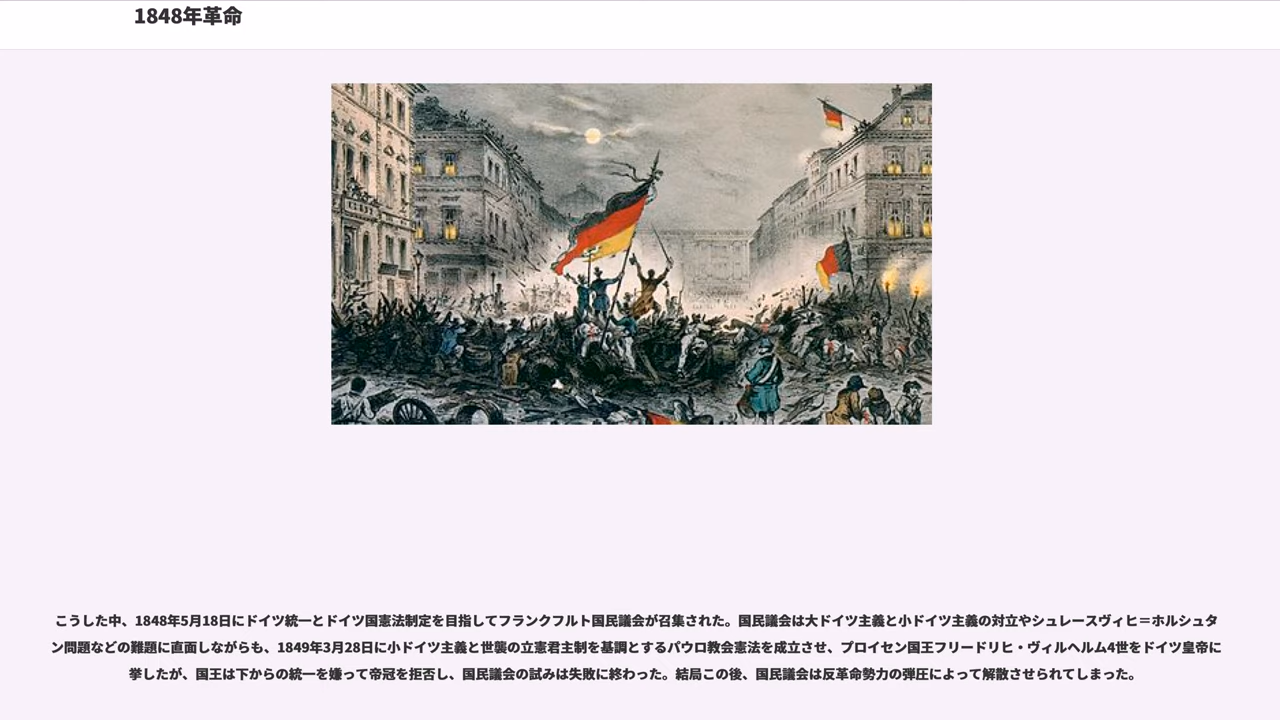 1848年革命
こうした中、1848年5月18日にドイツ統一とドイツ国憲法制定を目指してフランクフルト国民議会が召集された。国民議会は大ドイツ主義と小ドイツ主義の対立やシュレースヴィヒ＝ホルシュタ
ン問題などの難題に直面しながらも、1849年3月28日に小ドイツ主義と世襲の立憲君主制を基調とするパウロ教会憲法を成立させ、プロイセン国王フリードリヒ・ヴィルヘルム4世をドイツ皇帝に
挙したが、国王は下からの統一を嫌って帝冠を拒否し、国民議会の試みは失敗に終わった。結局この後、国民議会は反革命勢力の弾圧によって解散させられてしまった。